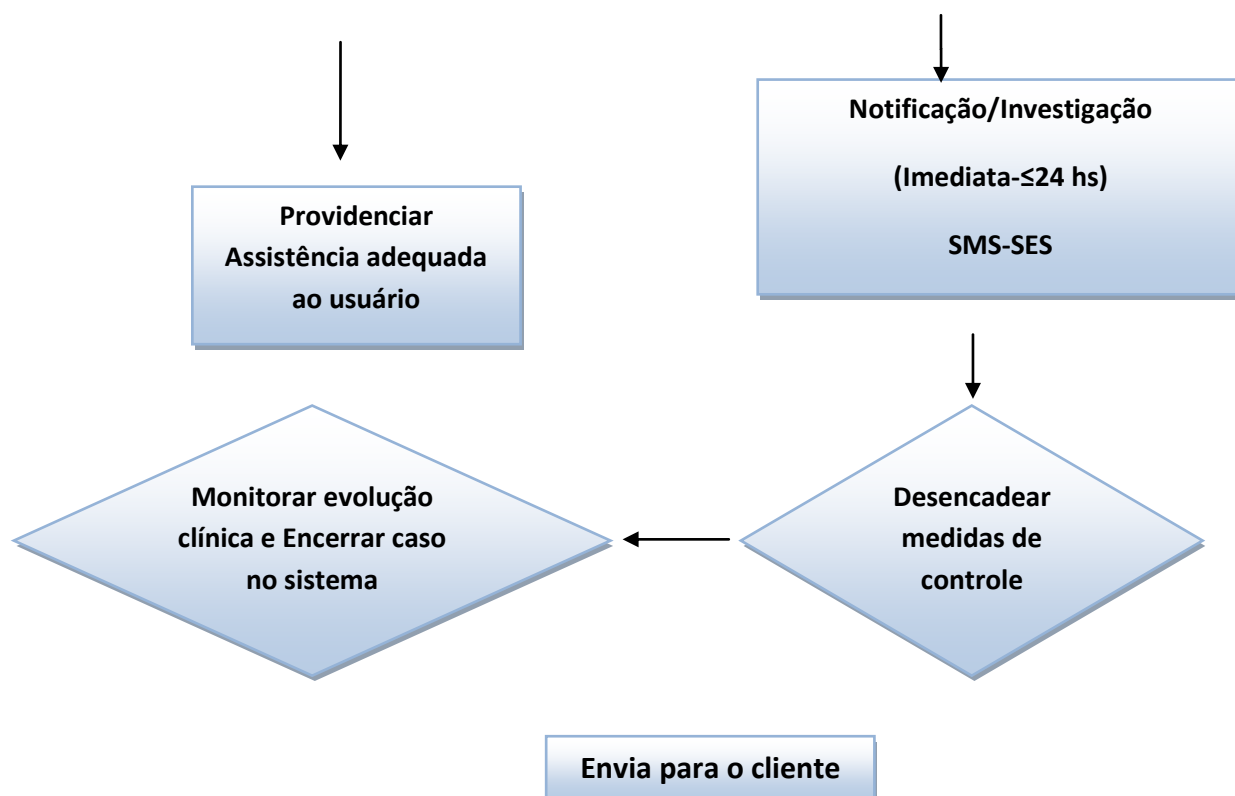 Notificação/Investigação
(Imediata-≤24 hs)
SMS-SES
Providenciar
Assistência adequada
ao usuário
Monitorar evolução
clínica e Encerrar caso
no sistema
Desencadear
medidas de
controle
Envia para o cliente